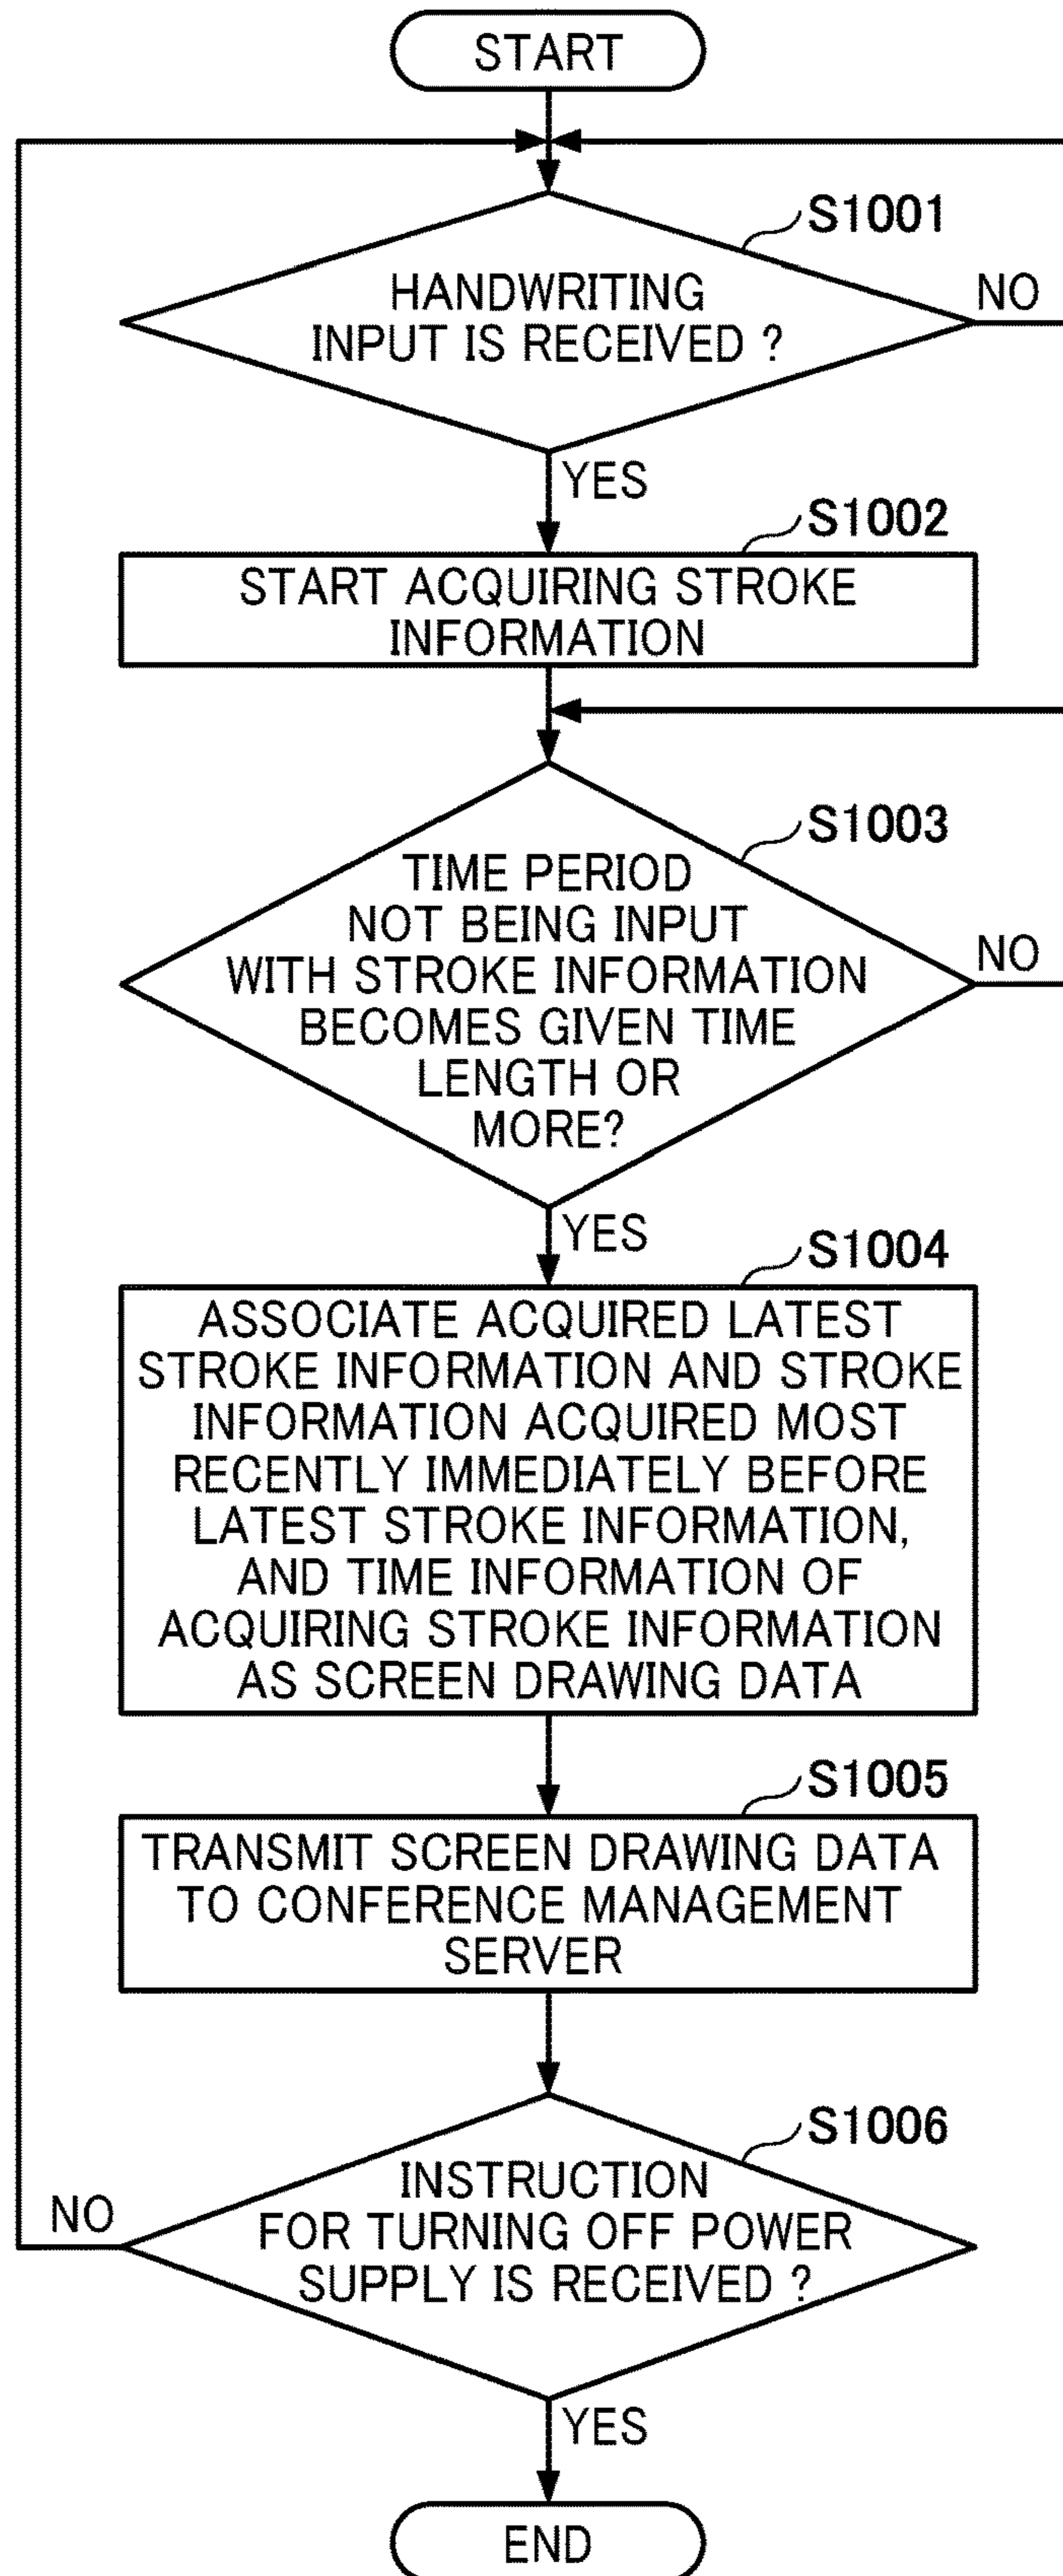 START
S1001
HANDWRITING
INPUT IS RECEIVED ?
NO
YES
S1002
START ACQUIRING STROKE
INFORMATION
S1003
TIME PERIOD
NOT BEING INPUT
WITH STROKE INFORMATION
BECOMES GIVEN TIME
LENGTH OR
MORE?
NO
YES
S1004
ASSOCIATE ACQUIRED LATEST
STROKE INFORMATION AND STROKE
INFORMATION ACQUIRED MOST
RECENTLY IMMEDIATELY BEFORE
LATEST STROKE INFORMATION,
AND TIME INFORMATION OF
ACQUIRING STROKE INFORMATION
AS SCREEN DRAWING DATA
S1005
TRANSMIT SCREEN DRAWING DATA
TO CONFERENCE MANAGEMENT
SERVER
S1006
INSTRUCTION
FOR TURNING OFF POWER
SUPPLY IS RECEIVED ?
NO
YES
END